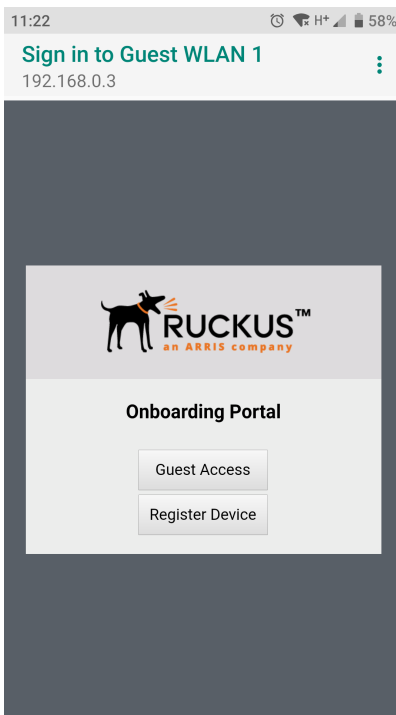 11:22
H+
58%
Sign in to Guest WLAN 1
192.168.0.3
RUCKUS™
an ARRIS company
Onboarding Portal
Guest Access
Register Device